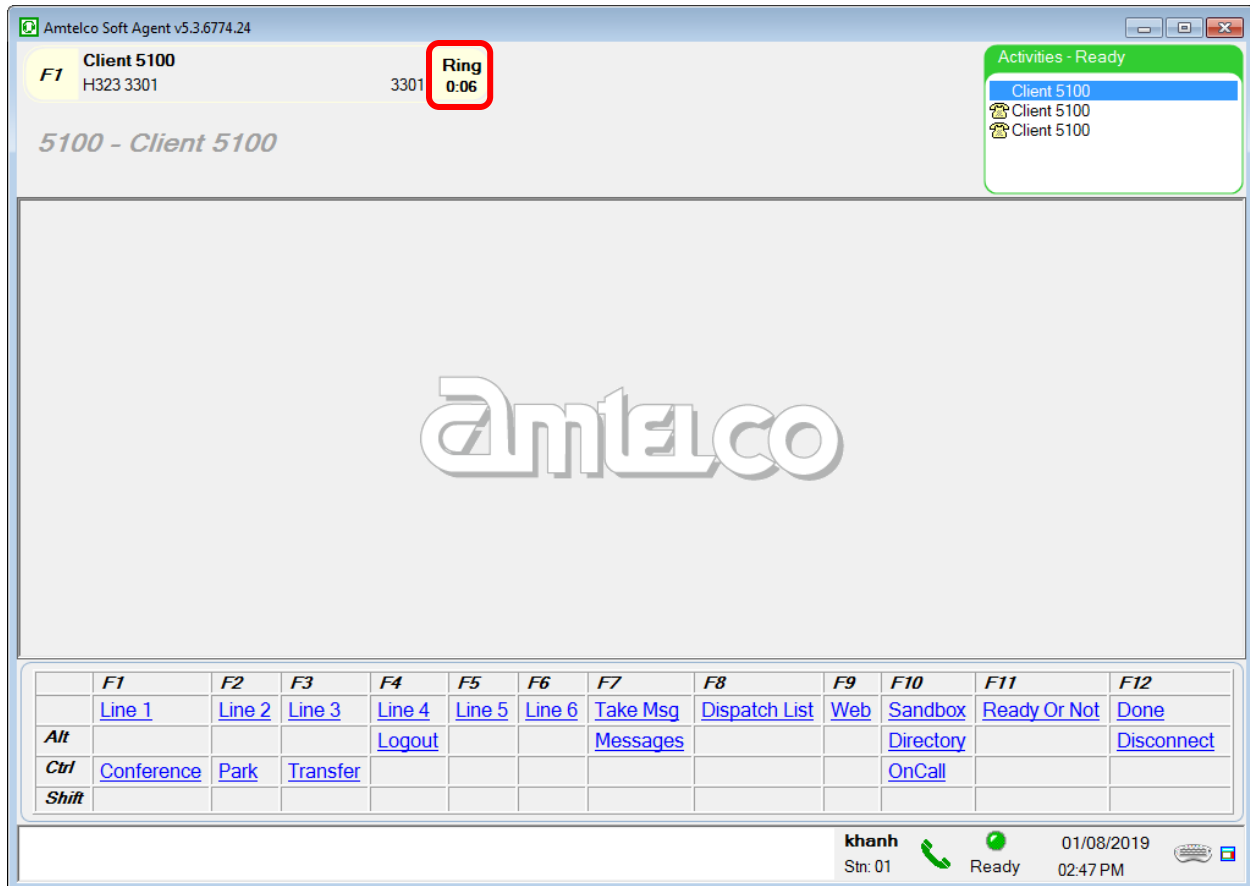 Amtelco Soft Agent v5.3.6774.24
F1 Client 5100 Ring
H323 3301 3301 0:06
5100 - Client 5100
Activities - Ready
Client 5100
Client 5100
Client 5100
amtelco
F1 F2 F3 F4 F5 F6 F7 F8 F9 F10 F11 F12
Line 1 Line 2 Line 3 Line 4 Line 5 Line 6 Take Msg Dispatch List Web Sandbox Ready Or Not Done
Alt Logout Messages Directory Disconnect
Ctrl Conference Park Transfer OnCall
Shift
khanh 01/08/2019
Stn: 01 Ready 02:47 PM